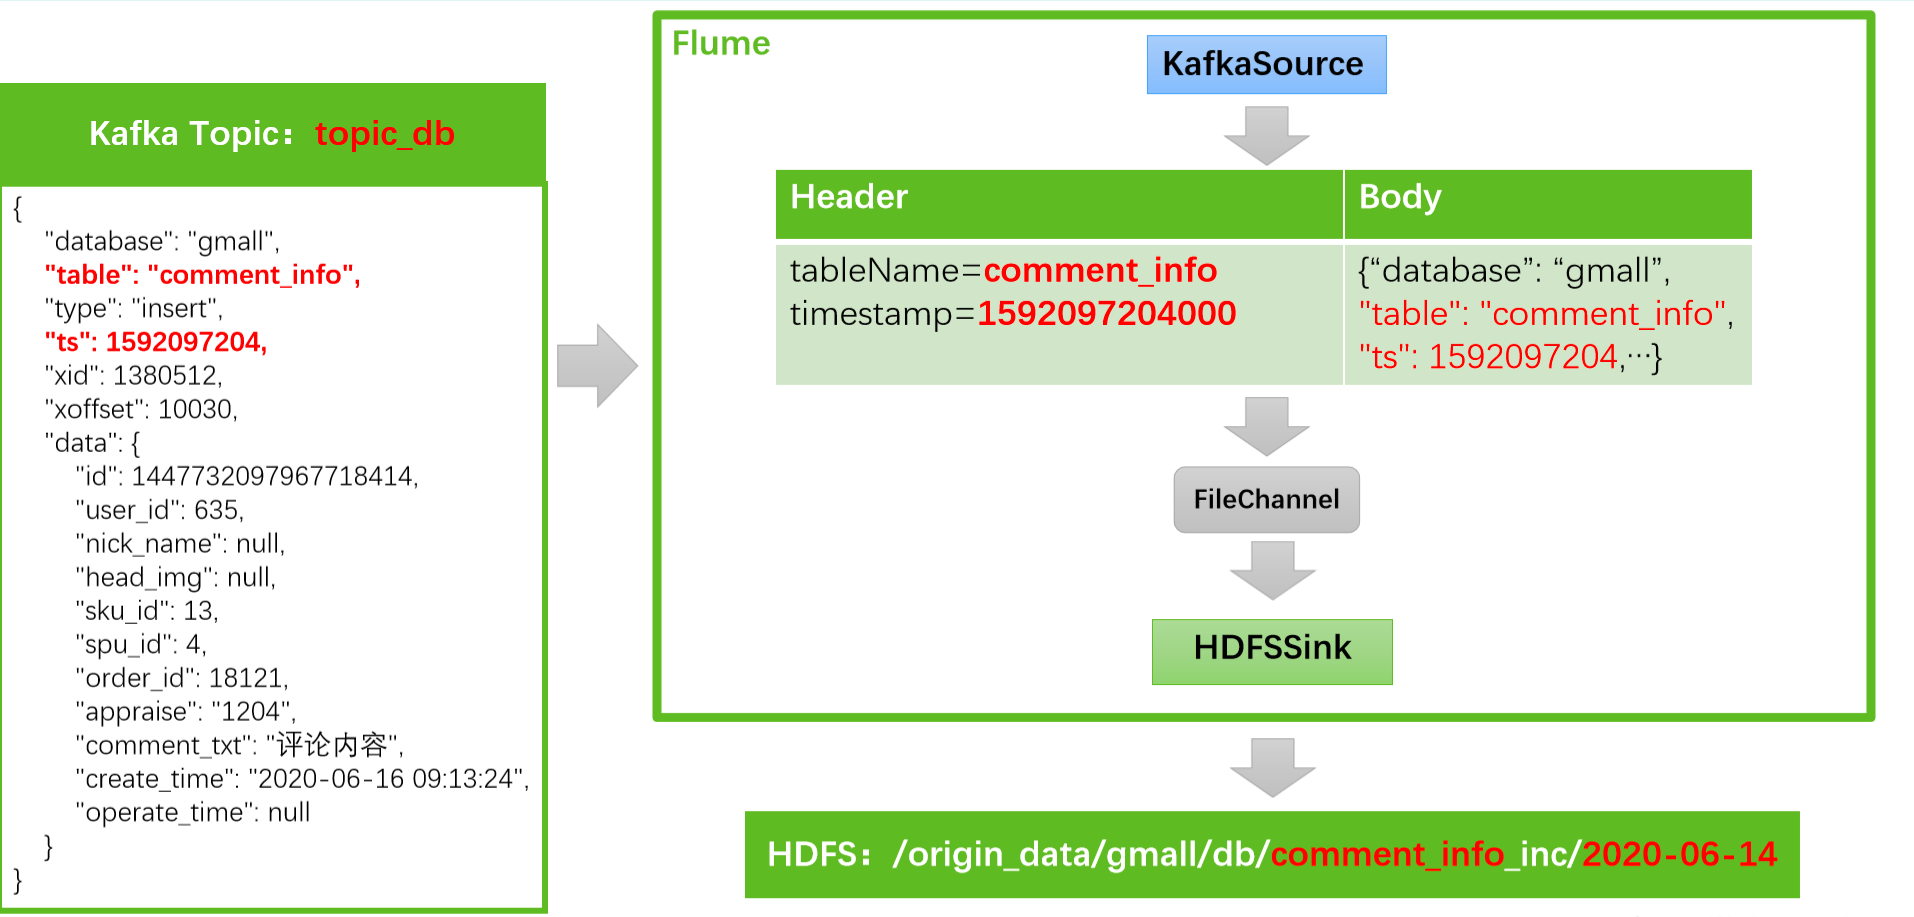 Kafka Topic：topic_db
{
"database": "gmall",
"table": "comment_info",
"type": "insert",
"ts": 1592097204,
"xid": 1380512,
"xoffset": 10030,
"data": {
"id": 1447732097967718414,
"user_id": 635,
"nick_name": null,
"head_img": null,
"sku_id": 13,
"spu_id": 4,
"order_id": 18121,
"appraise": "1204",
"comment_txt": "评论内容",
"create_time": "2020-06-16 09:13:24",
"operate_time": null
}
}
Flume
KafkaSource
Header
Body
tableName=comment_info
timestamp=1592097204000
{“database”: “gmall”,
"table": "comment_info",
"ts": 1592097204,…}
FileChannel
HDFSSink
HDFS：/origin_data/gmall/db/comment_info_inc/2020-06-14